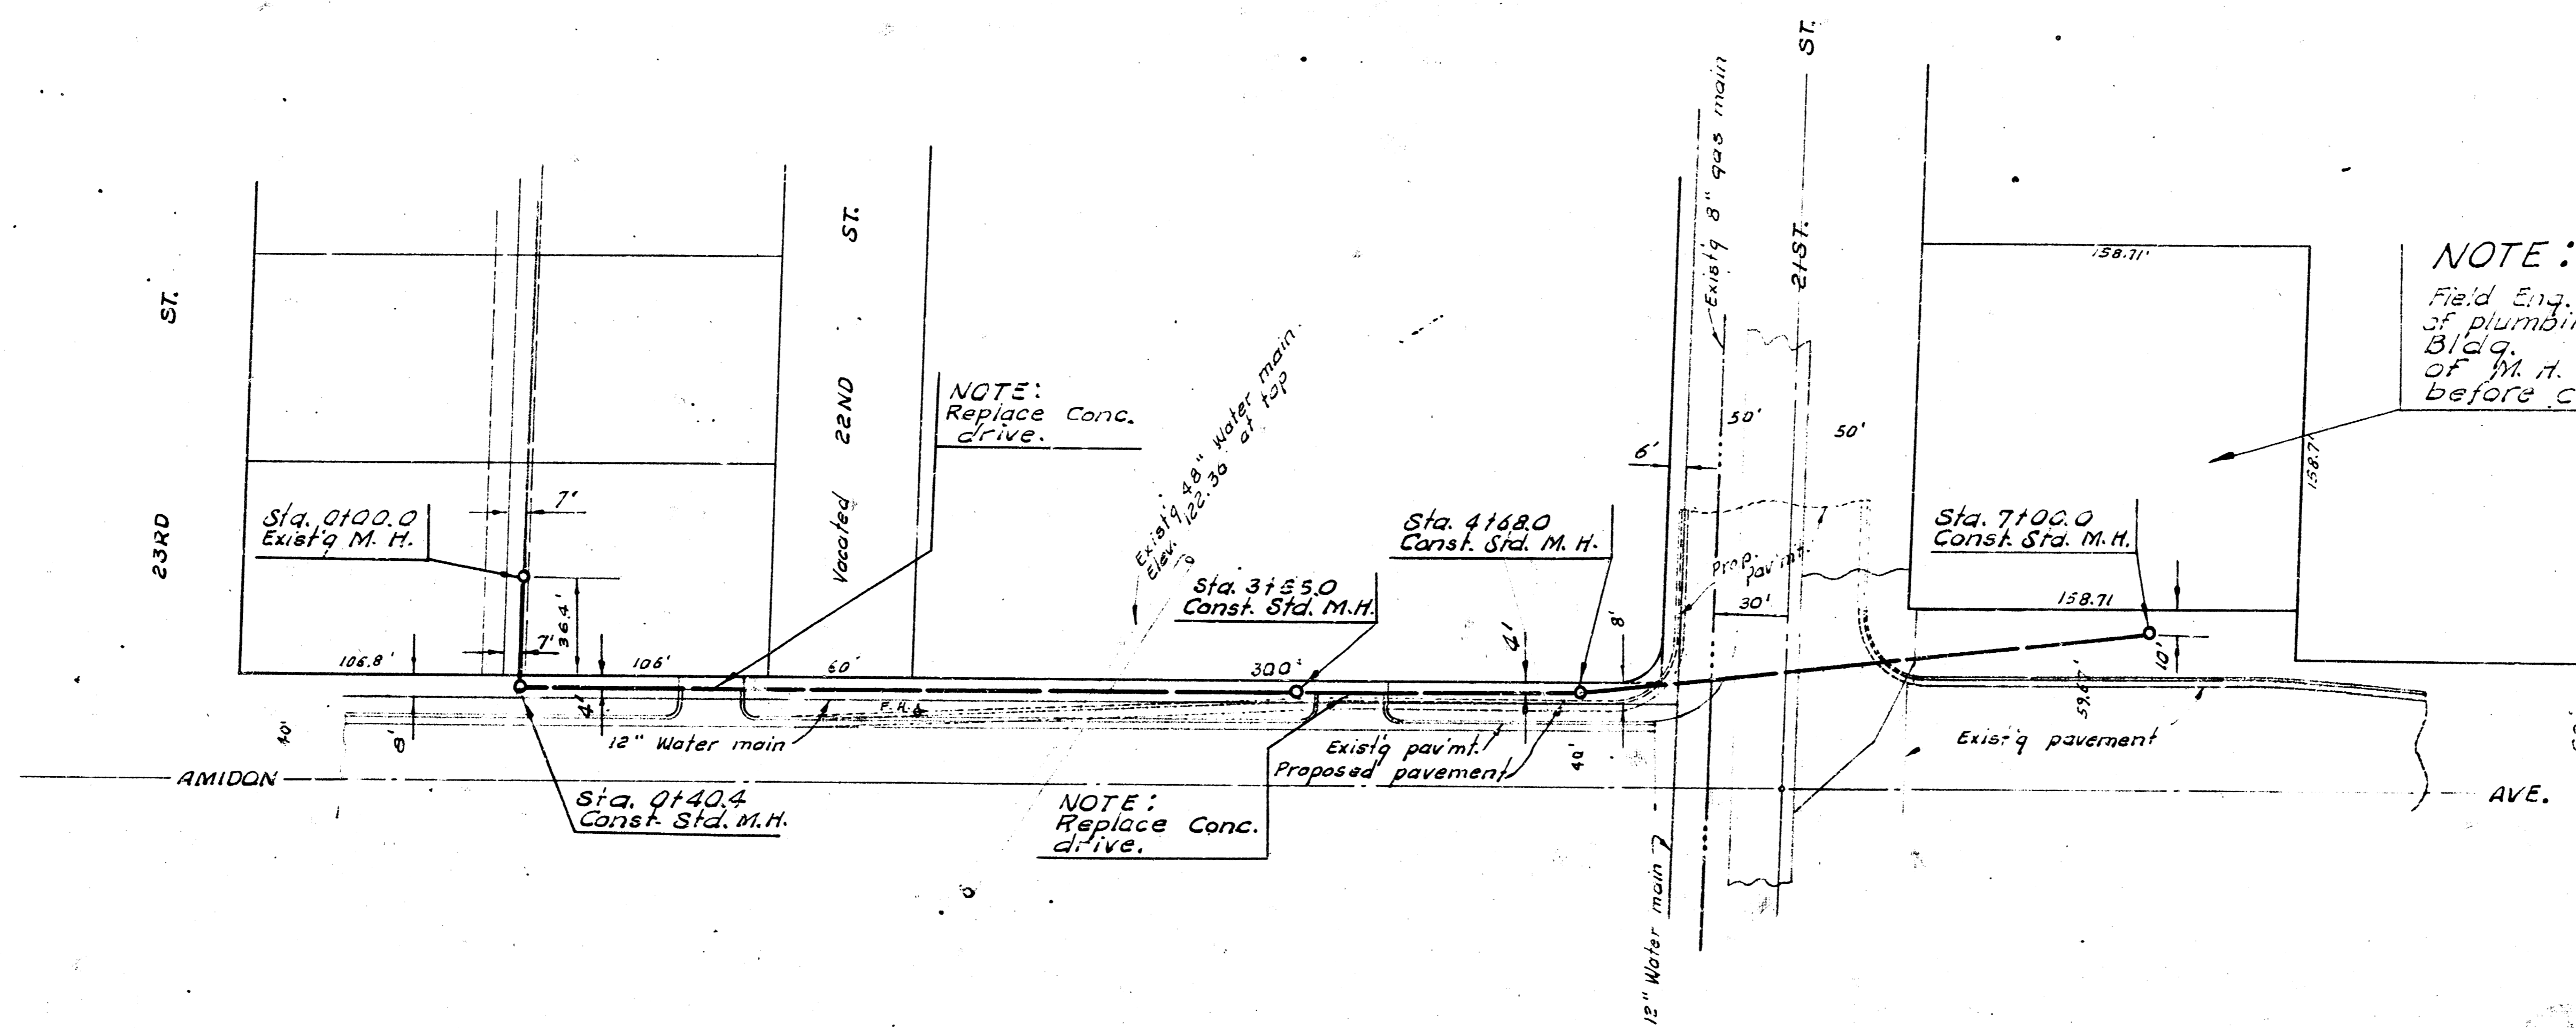 ST.
23RD
Sta. 0+00.0
Exist'g M. H.
7'
36.4'
7'
106.8'
106'
60'
4'
8'
40'
AMIDON
12" Water main
F.H.
Sta. 0+40.4
Const. Std. M.H.
ST.
22ND
Vacated
NOTE:
Replace Conc.
drive.
Exist'g 48" Water main.
Elev. 122.36 at top
Sta. 3+55.0
Const. Std. M.H.
300'±
NOTE:
Replace Conc.
drive.
Exist'g pav'mt.
Proposed pavement
40'
Sta. 4+68.0
Const. Std. M. H.
4'
8'
6'
12" Water main
Exist'g 8" gas main
ST.
21ST.
50'
50'
Prop.
pav'mt.
30'
Sta. 7+00.0
Const. Std. M.H.
158.71'
158.71
158.71'
10'
59.67'
Exist'g pavement
AVE.
NOTE:
Field Eng.
of plumbin
Bldg.
of M. H.
before c